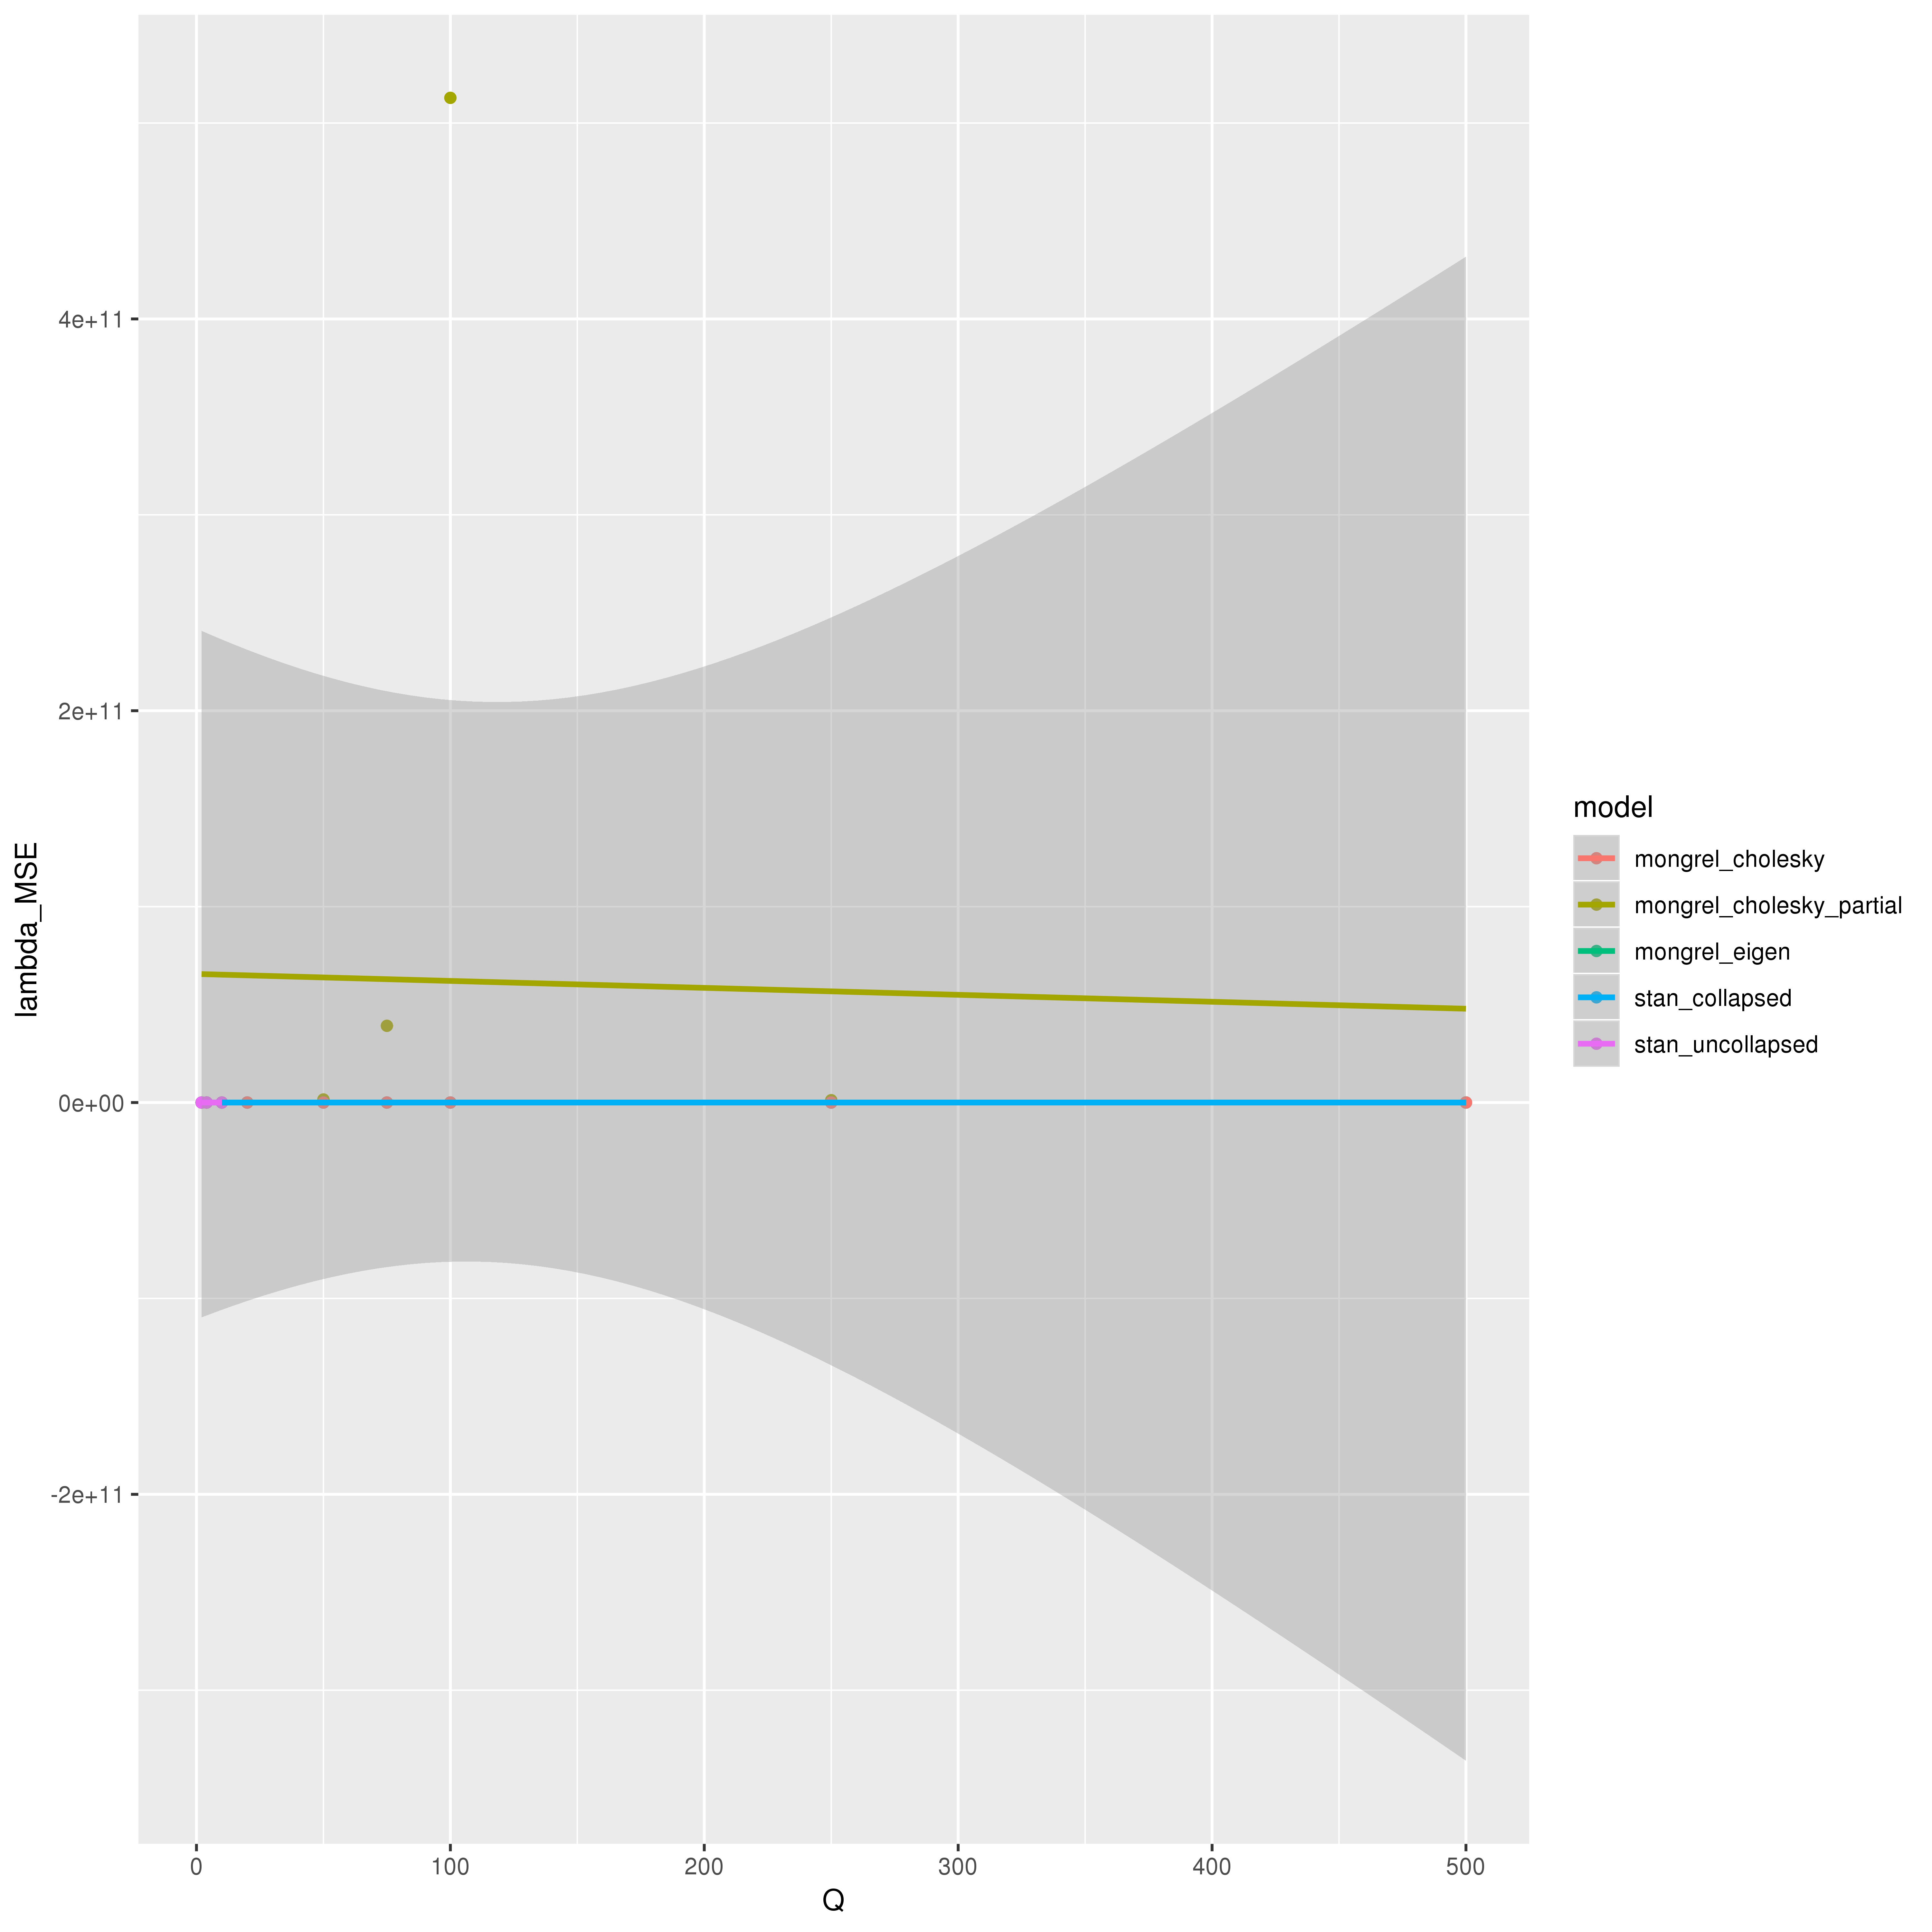 lambda_MSE
4e+11
2e+11
0e+00
-2e+11
0
100
200
300
400
500
Q
model
mongrel_cholesky
mongrel_cholesky_partial
mongrel_eigen
stan_collapsed
stan_uncollapsed